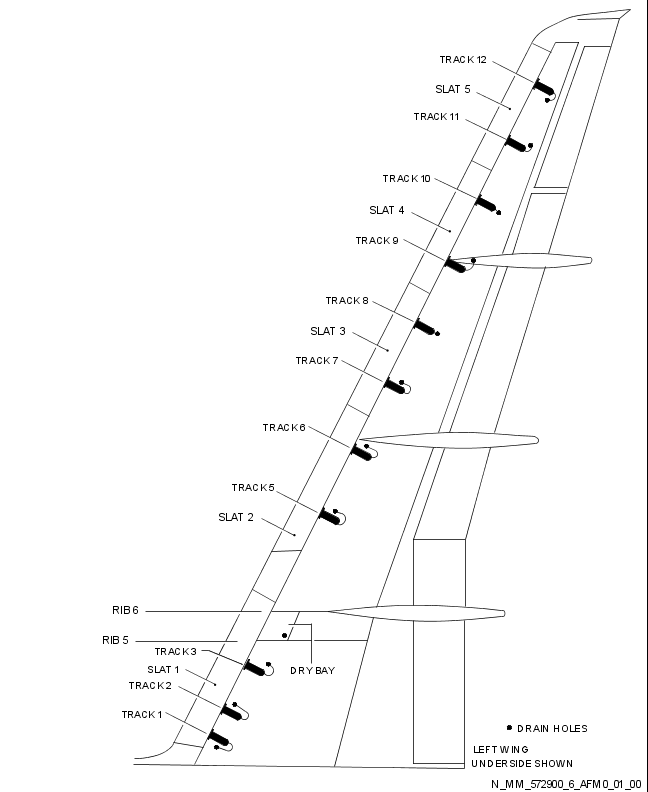 TRACK 12
SLAT 5
TRACK 11
TRACK 10
SLAT 4
TRACK 9
TRACK 8
SLAT 3
TRACK 7
TRACK 6
TRACK 5
SLAT 2
RIB 6
RIB 5
TRACK 3
DRY BAY
SLAT 1
TRACK 2
TRACK 1
DRAIN HOLES
LEFT WING
UNDERSIDE SHOWN
N_MM_572900_6_AFM0_01_00